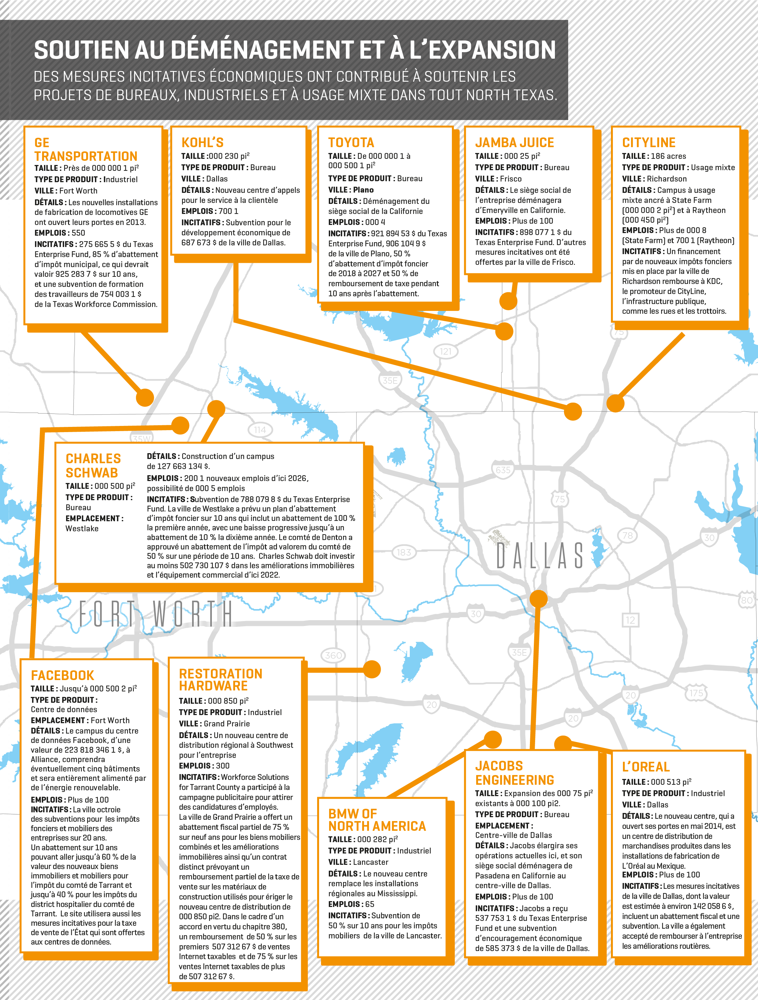 SOUTIEN AU DÉMÉNAGEMENT ET À L’EXPANSION
DES MESURES INCITATIVES ÉCONOMIQUES ONT CONTRIBUÉ À SOUTENIR LES
PROJETS DE BUREAUX, INDUSTRIELS ET À USAGE MIXTE DANS TOUT NORTH TEXAS.
GE
TRANSPORTATION
TAILLE : Près de 000 000 1 pi²
TYPE DE PRODUIT : Industriel
VILLE : Fort Worth
DÉTAILS : Les nouvelles installations
de fabrication de locomotives GE
ont ouvert leurs portes en 2013.
EMPLOIS : 550
INCITATIFS : 275 665 5 $ du Texas
Enterprise Fund, 85 % d’abattement
d’impôt municipal, ce qui devrait
valoir 925 283 7 $ sur 10 ans,
et une subvention de formation
des travailleurs de 754 003 1 $
de la Texas Workforce Commission.
KOHL’S
TAILLE :000 230 pi²
TYPE DE PRODUIT : Bureau
VILLE : Dallas
DÉTAILS : Nouveau centre d’appels
pour le service à la clientèle
EMPLOIS : 700 1
INCITATIFS : Subvention pour le
développement économique de
687 673 $ de la ville de Dallas.
TOYOTA
TAILLE : De 000 000 1 à
000 500 1 pi²
TYPE DE PRODUIT : Bureau
VILLE : Plano
DÉTAILS : Déménagement du
siège social de la Californie
EMPLOIS : 000 4
INCITATIFS : 921 894 53 $ du Texas
Enterprise Fund, 906 104 9 $
de la ville de Plano, 50 %
d’abattement d’impôt foncier
de 2018 à 2027 et 50 % de
remboursement de taxe pendant
10 ans après l’abattement.
JAMBA JUICE
TAILLE : 000 25 pi²
TYPE DE PRODUIT : Bureau
VILLE : Frisco
DÉTAILS : Le siège social de
l’entreprise déménagera
d’Emeryville en Californie.
EMPLOIS : Plus de 100
INCITATIFS : 898 077 1 $ du
Texas Enterprise Fund. D’autres
mesures incitatives ont été
offertes par la ville de Frisco.
CITYLINE
TAILLE : 186 acres
TYPE DE PRODUIT : Usage mixte
VILLE : Richardson
DÉTAILS : Campus à usage
mixte ancré à State Farm
(000 000 2 pi²) et à Raytheon
(000 450 pi²)
EMPLOIS : Plus de 000 8
(State Farm) et 700 1 (Raytheon)
INCITATIFS : Un financement
par de nouveaux impôts fonciers
mis en place par la ville de
Richardson rembourse à KDC,
le promoteur de CityLine,
l’infrastructure publique,
comme les rues et les trottoirs.
75
121
35E
114
35W
CHARLES
SCHWAB
TAILLE : 000 500 pi²
TYPE DE PRODUIT :
Bureau
EMPLACEMENT :
Westlake
DÉTAILS : Construction d’un campus
de 127 663 134 $.
EMPLOIS : 200 1 nouveaux emplois d’ici 2026,
possibilité de 000 5 emplois
INCITATIFS : Subvention de 788 079 8 $ du Texas Enterprise
Fund. La ville de Westlake a prévu un plan d’abattement
d’impôt foncier sur 10 ans qui inclut un abattement de 100 %
la première année, avec une baisse progressive jusqu’à un
abattement de 10 % la dixième année. Le comté de Denton a
approuvé un abattement de l’impôt ad valorem du comté de
50 % sur une période de 10 ans. Charles Schwab doit investir
au moins 502 730 107 $ dans les améliorations immobilières
et l’équipement commercial d’ici 2022.
635
75
78
30
183
DALLAS
1
80
FORT WORTH
30
12
360
35E
20
175
20
20
FACEBOOK
TAILLE : Jusqu’à 000 500 2 pi²
TYPE DE PRODUIT :
Centre de données
EMPLACEMENT : Fort Worth
DÉTAILS : Le campus du centre
de données Facebook, d’une
valeur de 223 818 346 1 $, à
Alliance, comprendra
éventuellement cinq bâtiments
et sera entièrement alimenté par
de l’énergie renouvelable.
EMPLOIS : Plus de 100
INCITATIFS : La ville octroie
des subventions pour les impôts
fonciers et mobiliers des
entreprises sur 20 ans.
Un abattement sur 10 ans
pouvant aller jusqu’à 60 % de la
valeur des nouveaux biens
immobiliers et mobiliers pour
l’impôt du comté de Tarrant et
jusqu’à 40 % pour les impôts du
district hospitalier du comté de
Tarrant. Le site utilisera aussi les
mesures incitatives pour la taxe
de vente de l’État qui sont offertes
aux centres de données.
RESTORATION
HARDWARE
TAILLE : 000 850 pi²
TYPE DE PRODUIT : Industriel
VILLE : Grand Prairie
DÉTAILS : Un nouveau centre de
distribution régional à Southwest
pour l’entreprise
EMPLOIS : 300
INCITATIFS : Workforce Solutions
for Tarrant County a participé à la
campagne publicitaire pour attirer
des candidatures d’employés.
La ville de Grand Prairie a offert un
abattement fiscal partiel de 75 %
sur neuf ans pour les biens mobiliers
combinés et les améliorations
immobilières ainsi qu’un contrat
distinct prévoyant un
remboursement partiel de la taxe de
vente sur les matériaux de
construction utilisés pour ériger le
nouveau centre de distribution de
000 850 pi2. Dans le cadre d’un
accord en vertu du chapitre 380,
un remboursement de 50 % sur les
premiers 507 312 67 $ de ventes
Internet taxables et de 75 % sur les
ventes Internet taxables de plus
de 507 312 67 $.
BMW OF
NORTH AMERICA
TAILLE : 000 282 pi²
TYPE DE PRODUIT : Industriel
VILLE : Lancaster
DÉTAILS : Le nouveau centre
remplace les installations
régionales au Mississippi.
EMPLOIS : 65
INCITATIFS : Subvention de
50 % sur 10 ans pour les impôts
mobiliers de la ville de Lancaster.
JACOBS
ENGINEERING
TAILLE : Expansion des 000 75 pi²
existants à 000 100 pi2.
TYPE DE PRODUIT : Bureau
EMPLACEMENT :
Centre-ville de Dallas
DÉTAILS : Jacobs élargira ses
opérations actuelles ici, et son
siège social déménagera de
Pasadena en Californie au
centre-ville de Dallas.
EMPLOIS : Plus de 100
INCITATIFS : Jacobs a reçu
537 753 1 $ du Texas Enterprise
Fund et une subvention
d’encouragement économique
de 585 373 $ de la ville de Dallas.
L’OREAL
TAILLE : 000 513 pi²
TYPE DE PRODUIT : Industriel
VILLE : Dallas
DÉTAILS : Le nouveau centre, qui a
ouvert ses portes en mai 2014, est
un centre de distribution de
marchandises produites dans les
installations de fabrication de
L’Oréal au Mexique.
EMPLOIS : Plus de 100
INCITATIFS : Les mesures incitatives
de la ville de Dallas, dont la valeur
est estimée à environ 142 058 6 $,
incluent un abattement fiscal et une
subvention. La ville a également
accepté de rembourser à l’entreprise
les améliorations routières.